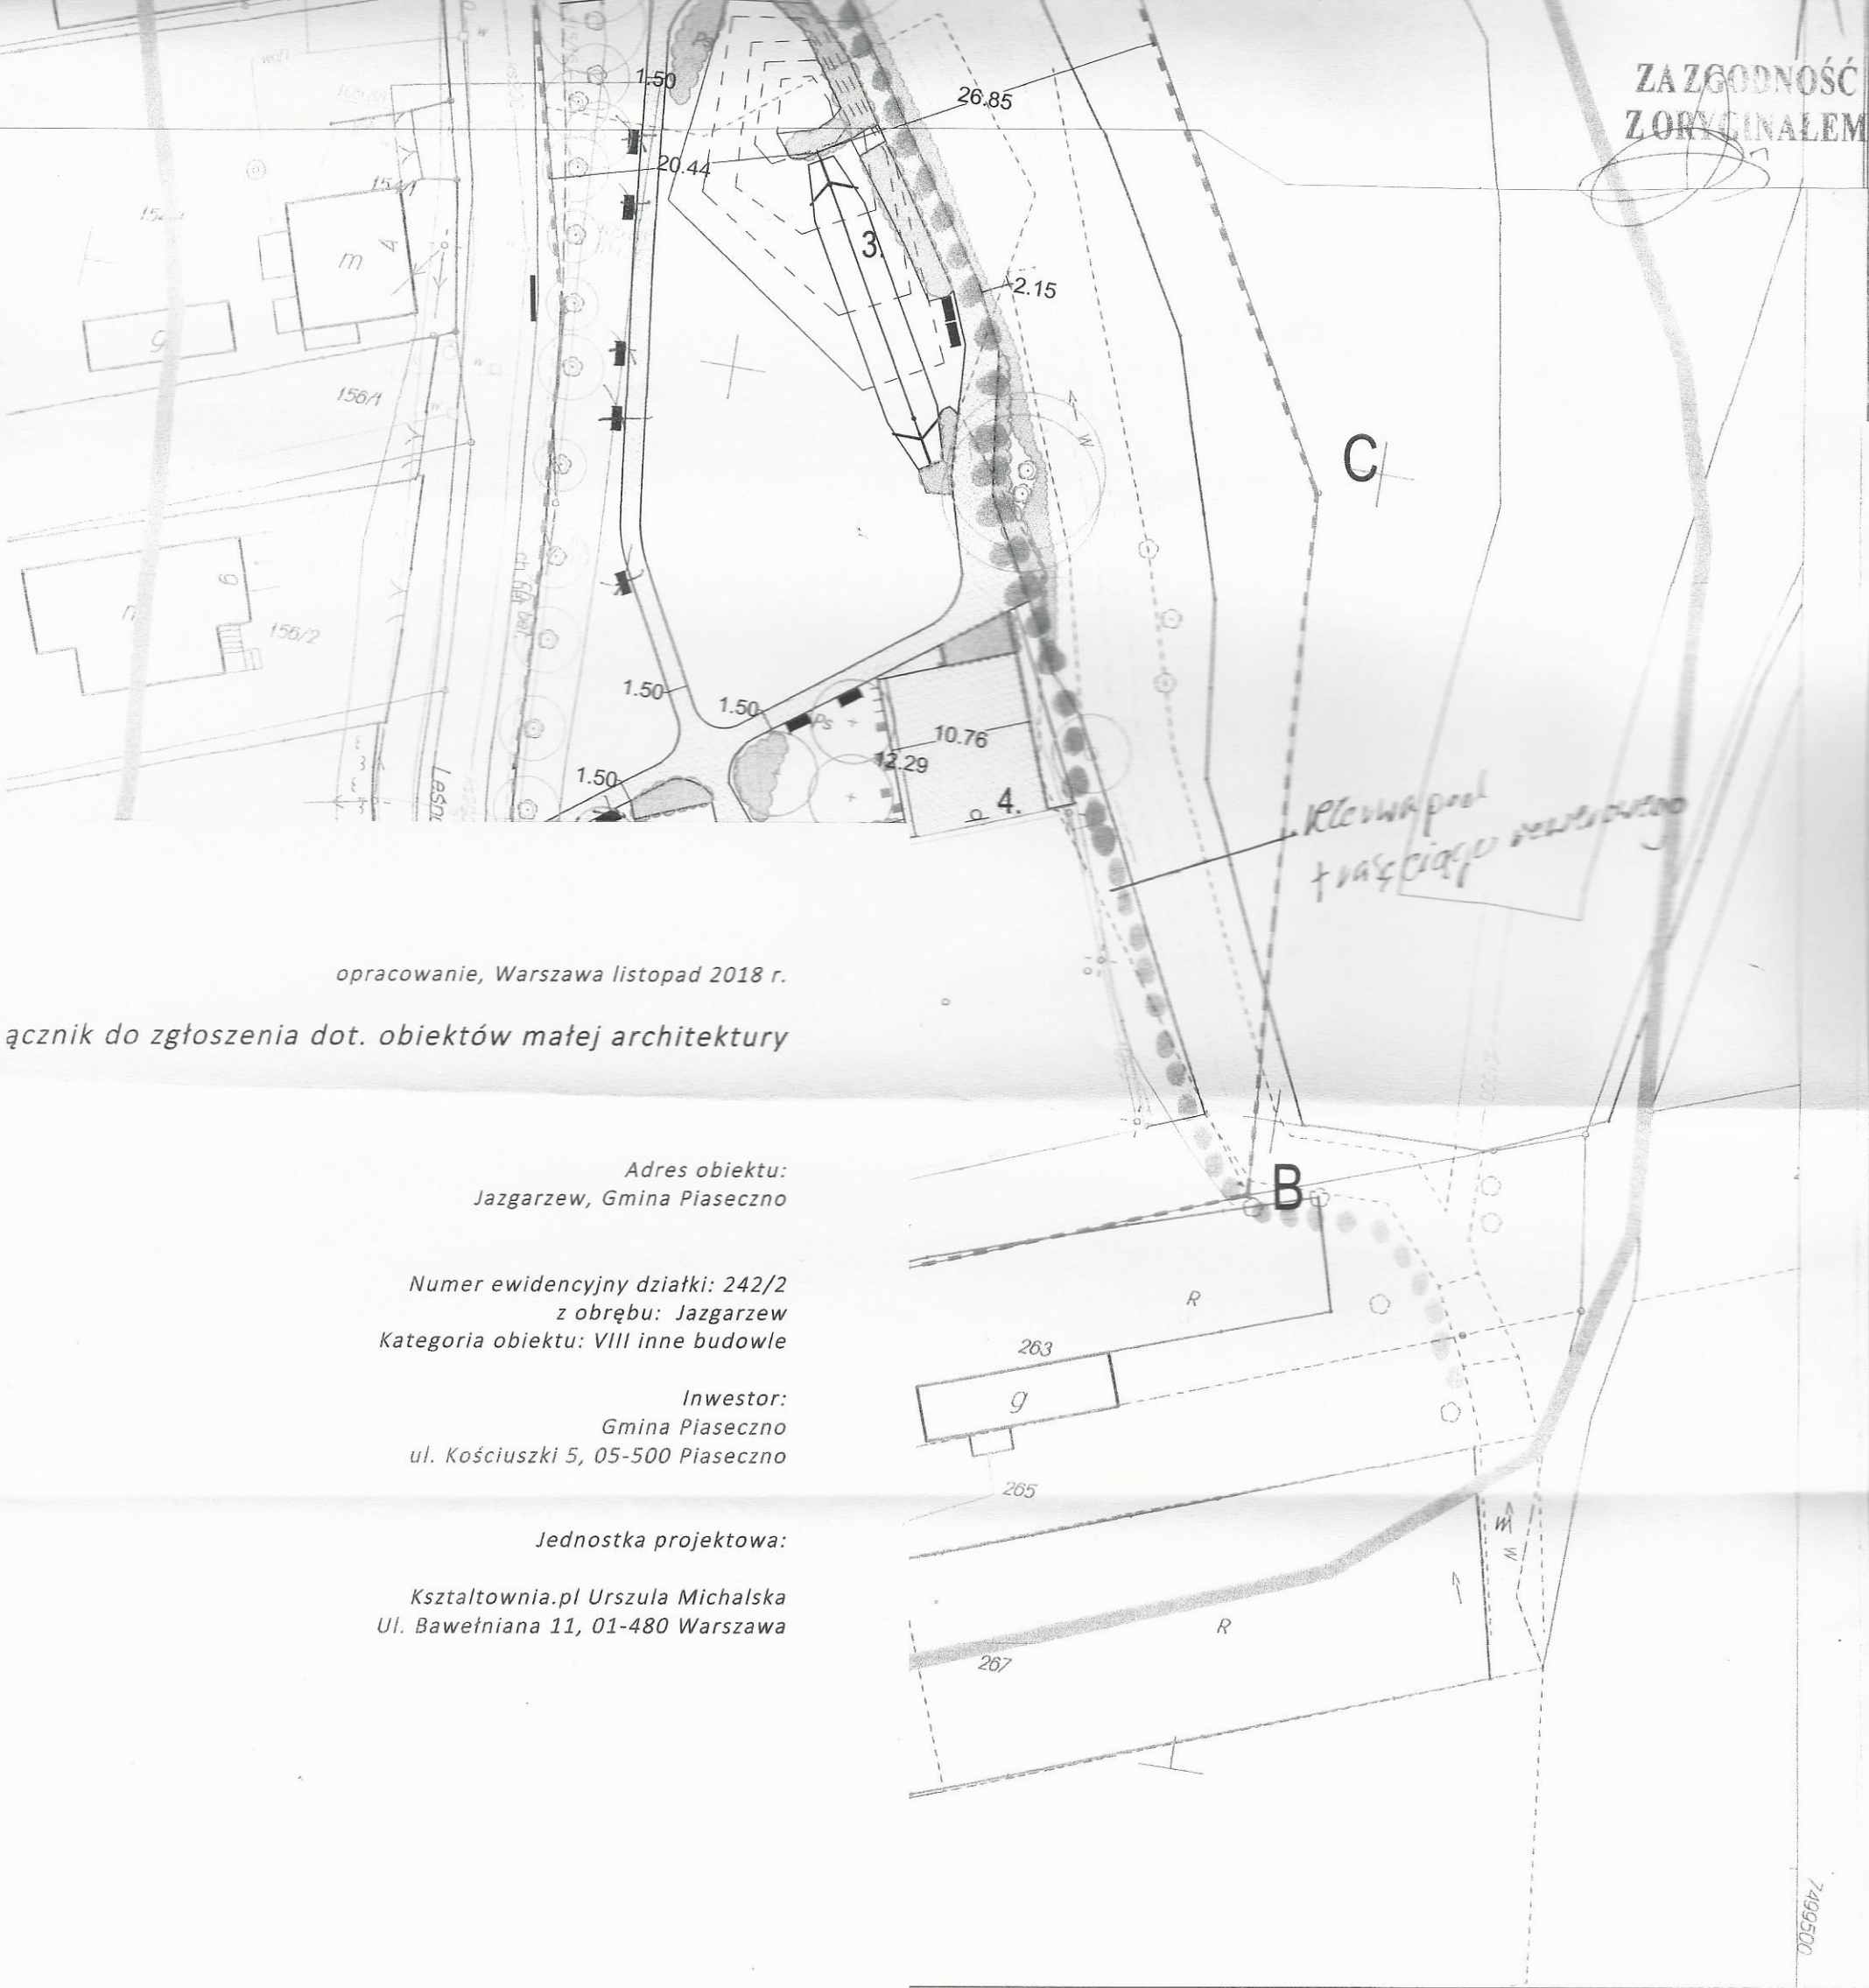 ZA ZGODNOŚĆ
Z ORYGINAŁEM
1.50
26.85
20.44
154/1
m
4
3.
2.15
g
156/1
W
C
g
156/2
1.50
1.50
Ps
10.76
12.29
1.50
4.
opracowanie, Warszawa listopad 2018 r.
ącznik do zgłoszenia dot. obiektów małej architektury
Adres obiektu:
Jazgarzew, Gmina Piaseczno
Numer ewidencyjny działki: 242/2
z obrębu: Jazgarzew
Kategoria obiektu: VIII inne budowle
Inwestor:
Gmina Piaseczno
ul. Kościuszki 5, 05-500 Piaseczno
Jednostka projektowa:
Ksztaltownia.pl Urszula Michalska
Ul. Bawełniana 11, 01-480 Warszawa
B
R
263
g
265
W
W
R
267
7499500